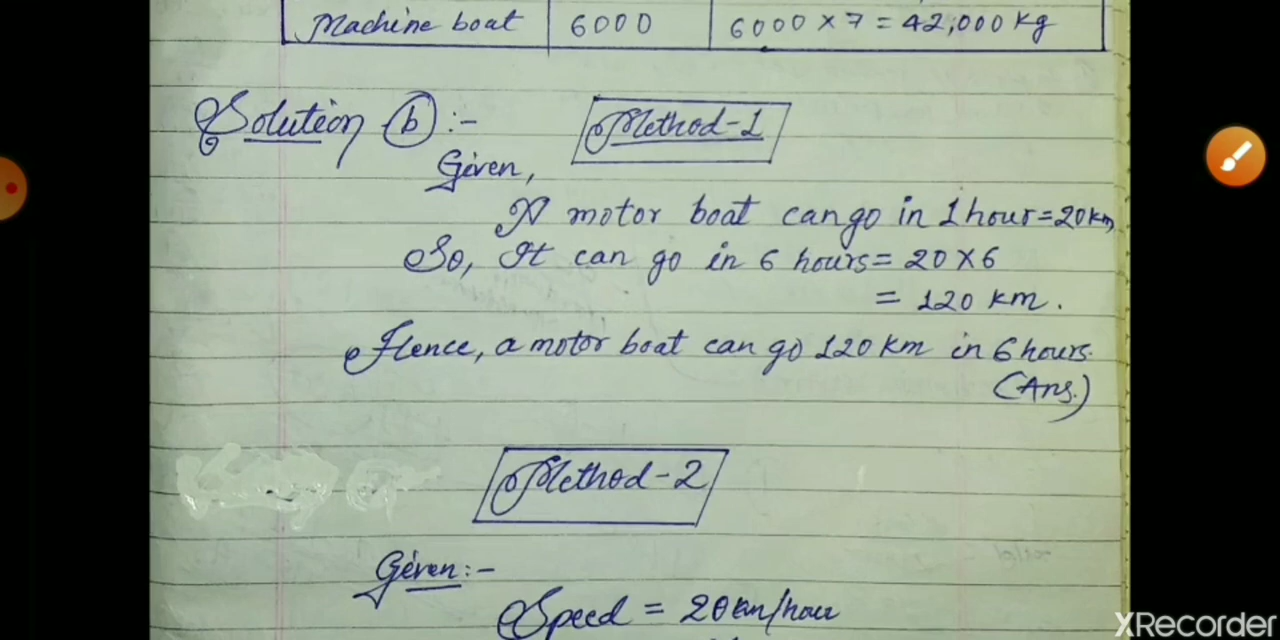 Machine boat 6000 6000 × 7 = 42,000 kg
Solution (b) :- Method-1
Given,
A motor boat can go in 1 hour = 20 km
So, It can go in 6 hours = 20 × 6
= 120 km.
Hence, a motor boat can go 120 km in 6 hours.
(Ans.)
Method-2
Given:-
Speed = 20 km/hour
XRecorder